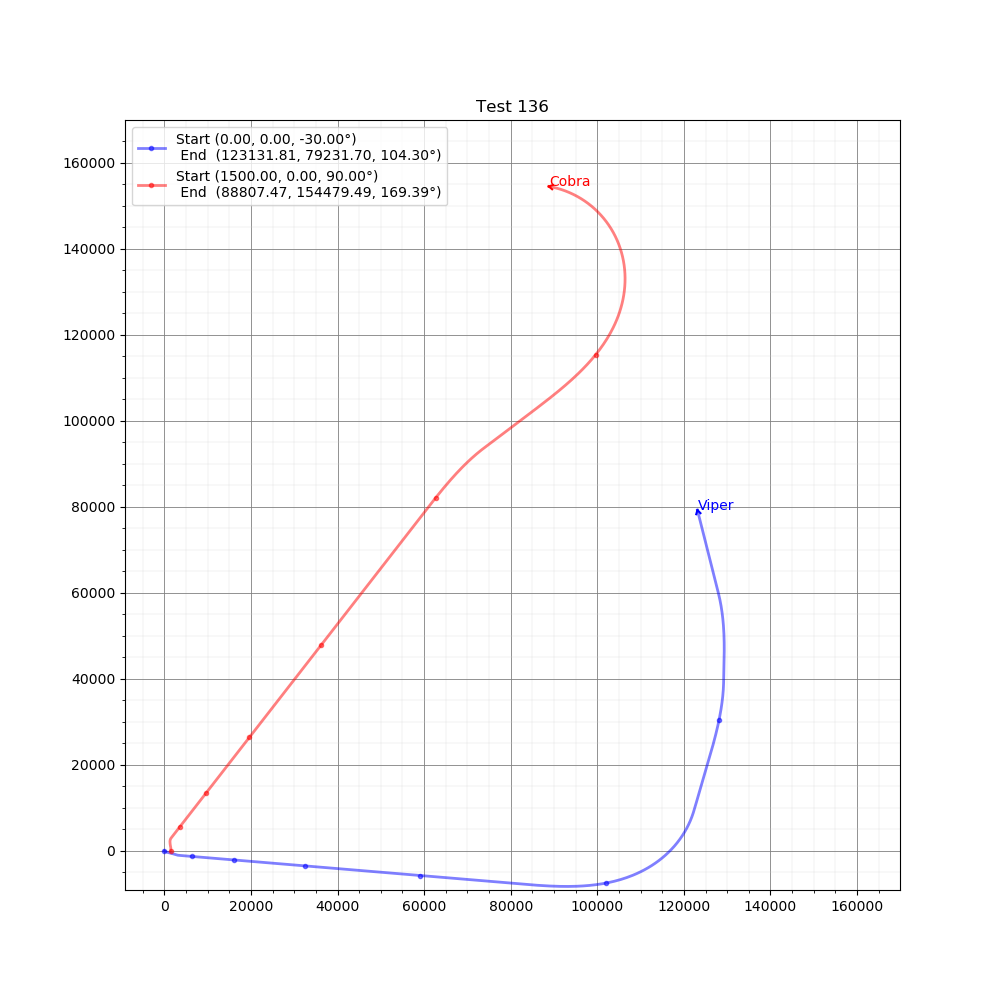 Test 136
Start (0.00, 0.00, -30.00°)
End  (123131.81, 79231.70, 104.30°)
Start (1500.00, 0.00, 90.00°)
End  (88807.47, 154479.49, 169.39°)
Cobra
Viper
160000
140000
120000
100000
80000
60000
40000
20000
0
0 20000 40000 60000 80000 100000 120000 140000 160000